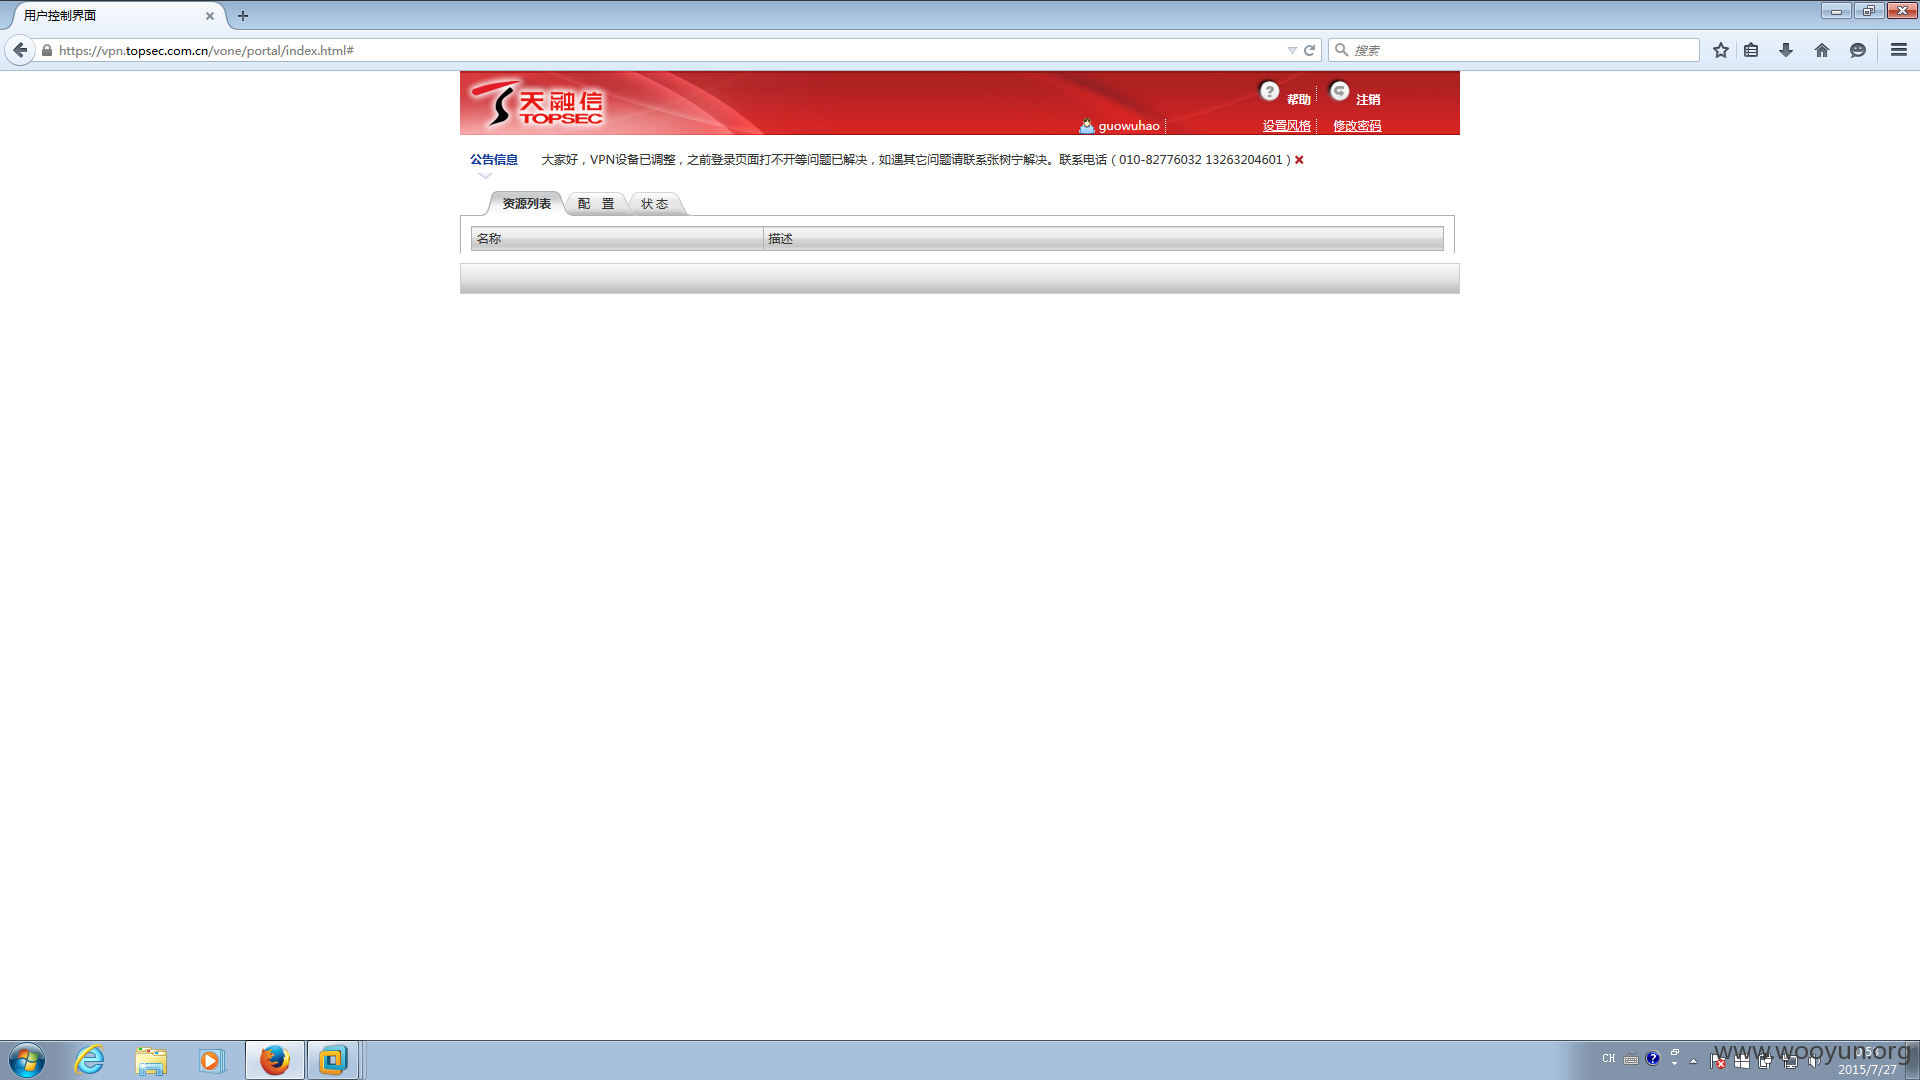 用户控制界面
https://vpn.topsec.com.cn/vone/portal/index.html#
搜索
天融信
TOPSEC
帮助
注销
guowuhao
设置风格
修改密码
公告信息
大家好，VPN设备已调整，之前登录页面打不开等问题已解决，如遇其它问题请联系张树宁解决。联系电话（010-82776032 13263204601）
资源列表
配 置
状 态
名称
描述
CH
www.wooyun.org
2015/7/27